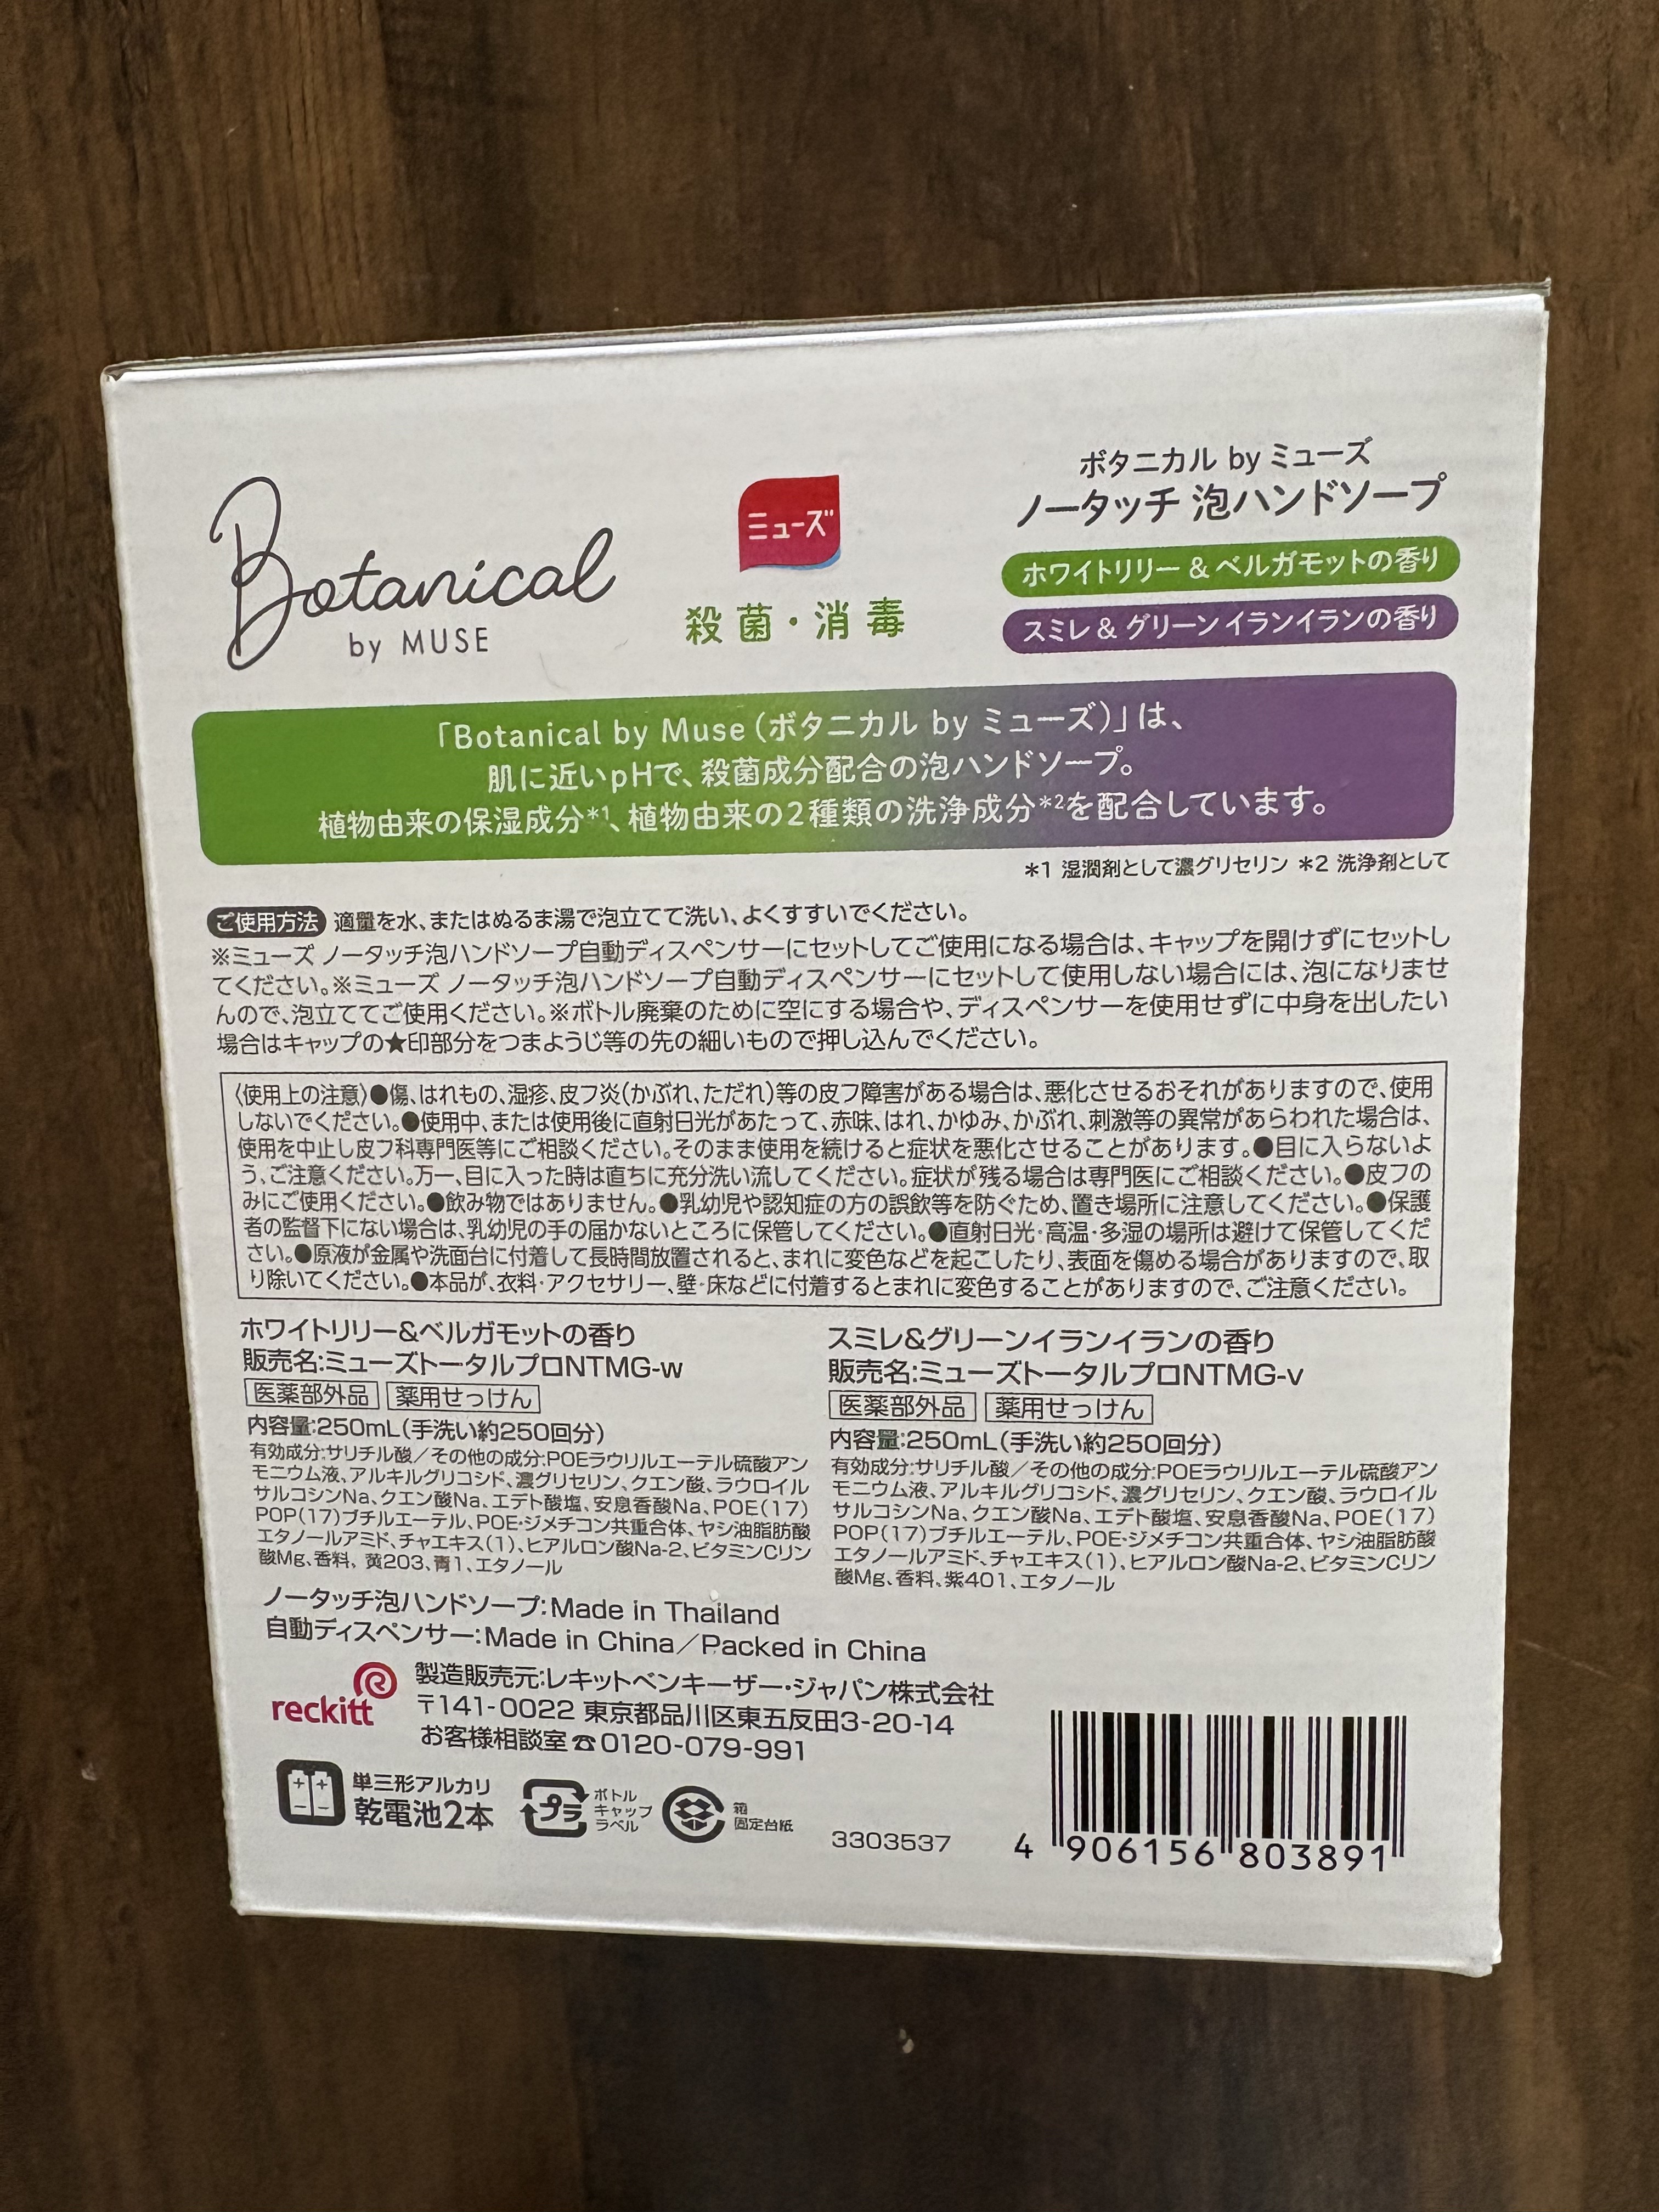 Botanical
by MUSE
ミューズ
殺菌・消毒
ボタニカル by ミューズ
ノータッチ 泡ハンドソープ
ホワイトリリー & ベルガモットの香り
スミレ & グリーン イランイランの香り
「Botanical by Muse（ボタニカル by ミューズ）」は、
肌に近いpHで、殺菌成分配合の泡ハンドソープ。
植物由来の保湿成分*1、植物由来の2種類の洗浄成分*2を配合しています。
*1 湿潤剤として濃グリセリン *2 洗浄剤として
ご使用方法 適量を水、またはぬるま湯で泡立てて洗い、よくすすいでください。
※ミューズ ノータッチ泡ハンドソープ自動ディスペンサーにセットしてご使用になる場合は、キャップを開けずにセットし
てください。※ミューズ ノータッチ泡ハンドソープ自動ディスペンサーにセットして使用しない場合には、泡になりませ
んので、泡立ててご使用ください。※ボトル廃棄のために空にする場合や、ディスペンサーを使用せずに中身を出したい
場合はキャップの★印部分をつまようじ等の先の細いもので押し込んでください。
〈使用上の注意〉●傷、はれもの、湿疹、皮フ炎(かぶれ、ただれ)等の皮フ障害がある場合は、悪化させるおそれがありますので、使用
しないでください。●使用中、または使用後に直射日光があたって、赤味、はれ、かゆみ、かぶれ、刺激等の異常があらわれた場合は、
使用を中止し皮フ科専門医等にご相談ください。そのまま使用を続けると症状を悪化させることがあります。●目に入らないよ
う、ご注意ください。万一、目に入った時は直ちに充分洗い流してください。症状が残る場合は専門医にご相談ください。●皮フの
みにご使用ください。●飲み物ではありません。●乳幼児や認知症の方の誤飲等を防ぐため、置き場所に注意してください。●保護
者の監督下にない場合は、乳幼児の手の届かないところに保管してください。●直射日光・高温・多湿の場所は避けて保管してくだ
さい。●原液が金属や洗面台に付着して長時間放置されると、まれに変色などを起こしたり、表面を傷める場合がありますので、取
り除いてください。●本品が、衣料・アクセサリー、壁・床などに付着するとまれに変色することがありますので、ご注意ください。
ホワイトリリー&ベルガモットの香り
販売名:ミューズトータルプロNTMG-w
医薬部外品 薬用せっけん
内容量:250mL（手洗い約250回分）
有効成分:サリチル酸／その他の成分:POEラウリルエーテル硫酸アン
モニウム液、アルキルグリコシド、濃グリセリン、クエン酸、ラウロイル
サルコシンNa、クエン酸Na、エデト酸塩、安息香酸Na、POE(17)
POP(17)ブチルエーテル、POE・ジメチコン共重合体、ヤシ油脂肪酸
エタノールアミド、チャエキス(1)、ヒアルロン酸Na-2、ビタミンCリン
酸Mg、香料、黄203、青1、エタノール
スミレ&グリーンイランイランの香り
販売名:ミューズトータルプロNTMG-v
医薬部外品 薬用せっけん
内容量:250mL（手洗い約250回分）
有効成分:サリチル酸／その他の成分:POEラウリルエーテル硫酸アン
モニウム液、アルキルグリコシド、濃グリセリン、クエン酸、ラウロイル
サルコシンNa、クエン酸Na、エデト酸塩、安息香酸Na、POE(17)
POP(17)ブチルエーテル、POE・ジメチコン共重合体、ヤシ油脂肪酸
エタノールアミド、チャエキス(1)、ヒアルロン酸Na-2、ビタミンCリン
酸Mg、香料、紫401、エタノール
ノータッチ泡ハンドソープ:Made in Thailand
自動ディスペンサー:Made in China／Packed in China
reckitt
製造販売元:レキットベンキーザー・ジャパン株式会社
〒141-0022 東京都品川区東五反田3-20-14
お客様相談室☎0120-079-991
単三形アルカリ
乾電池2本
プラ
ボトル
キャップ
ラベル
箱
固定台紙
3303537
4 906156 803891